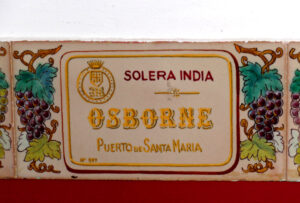 SOLERA INDIA
OSBORNE
PUERTO DE SANTA MARIA